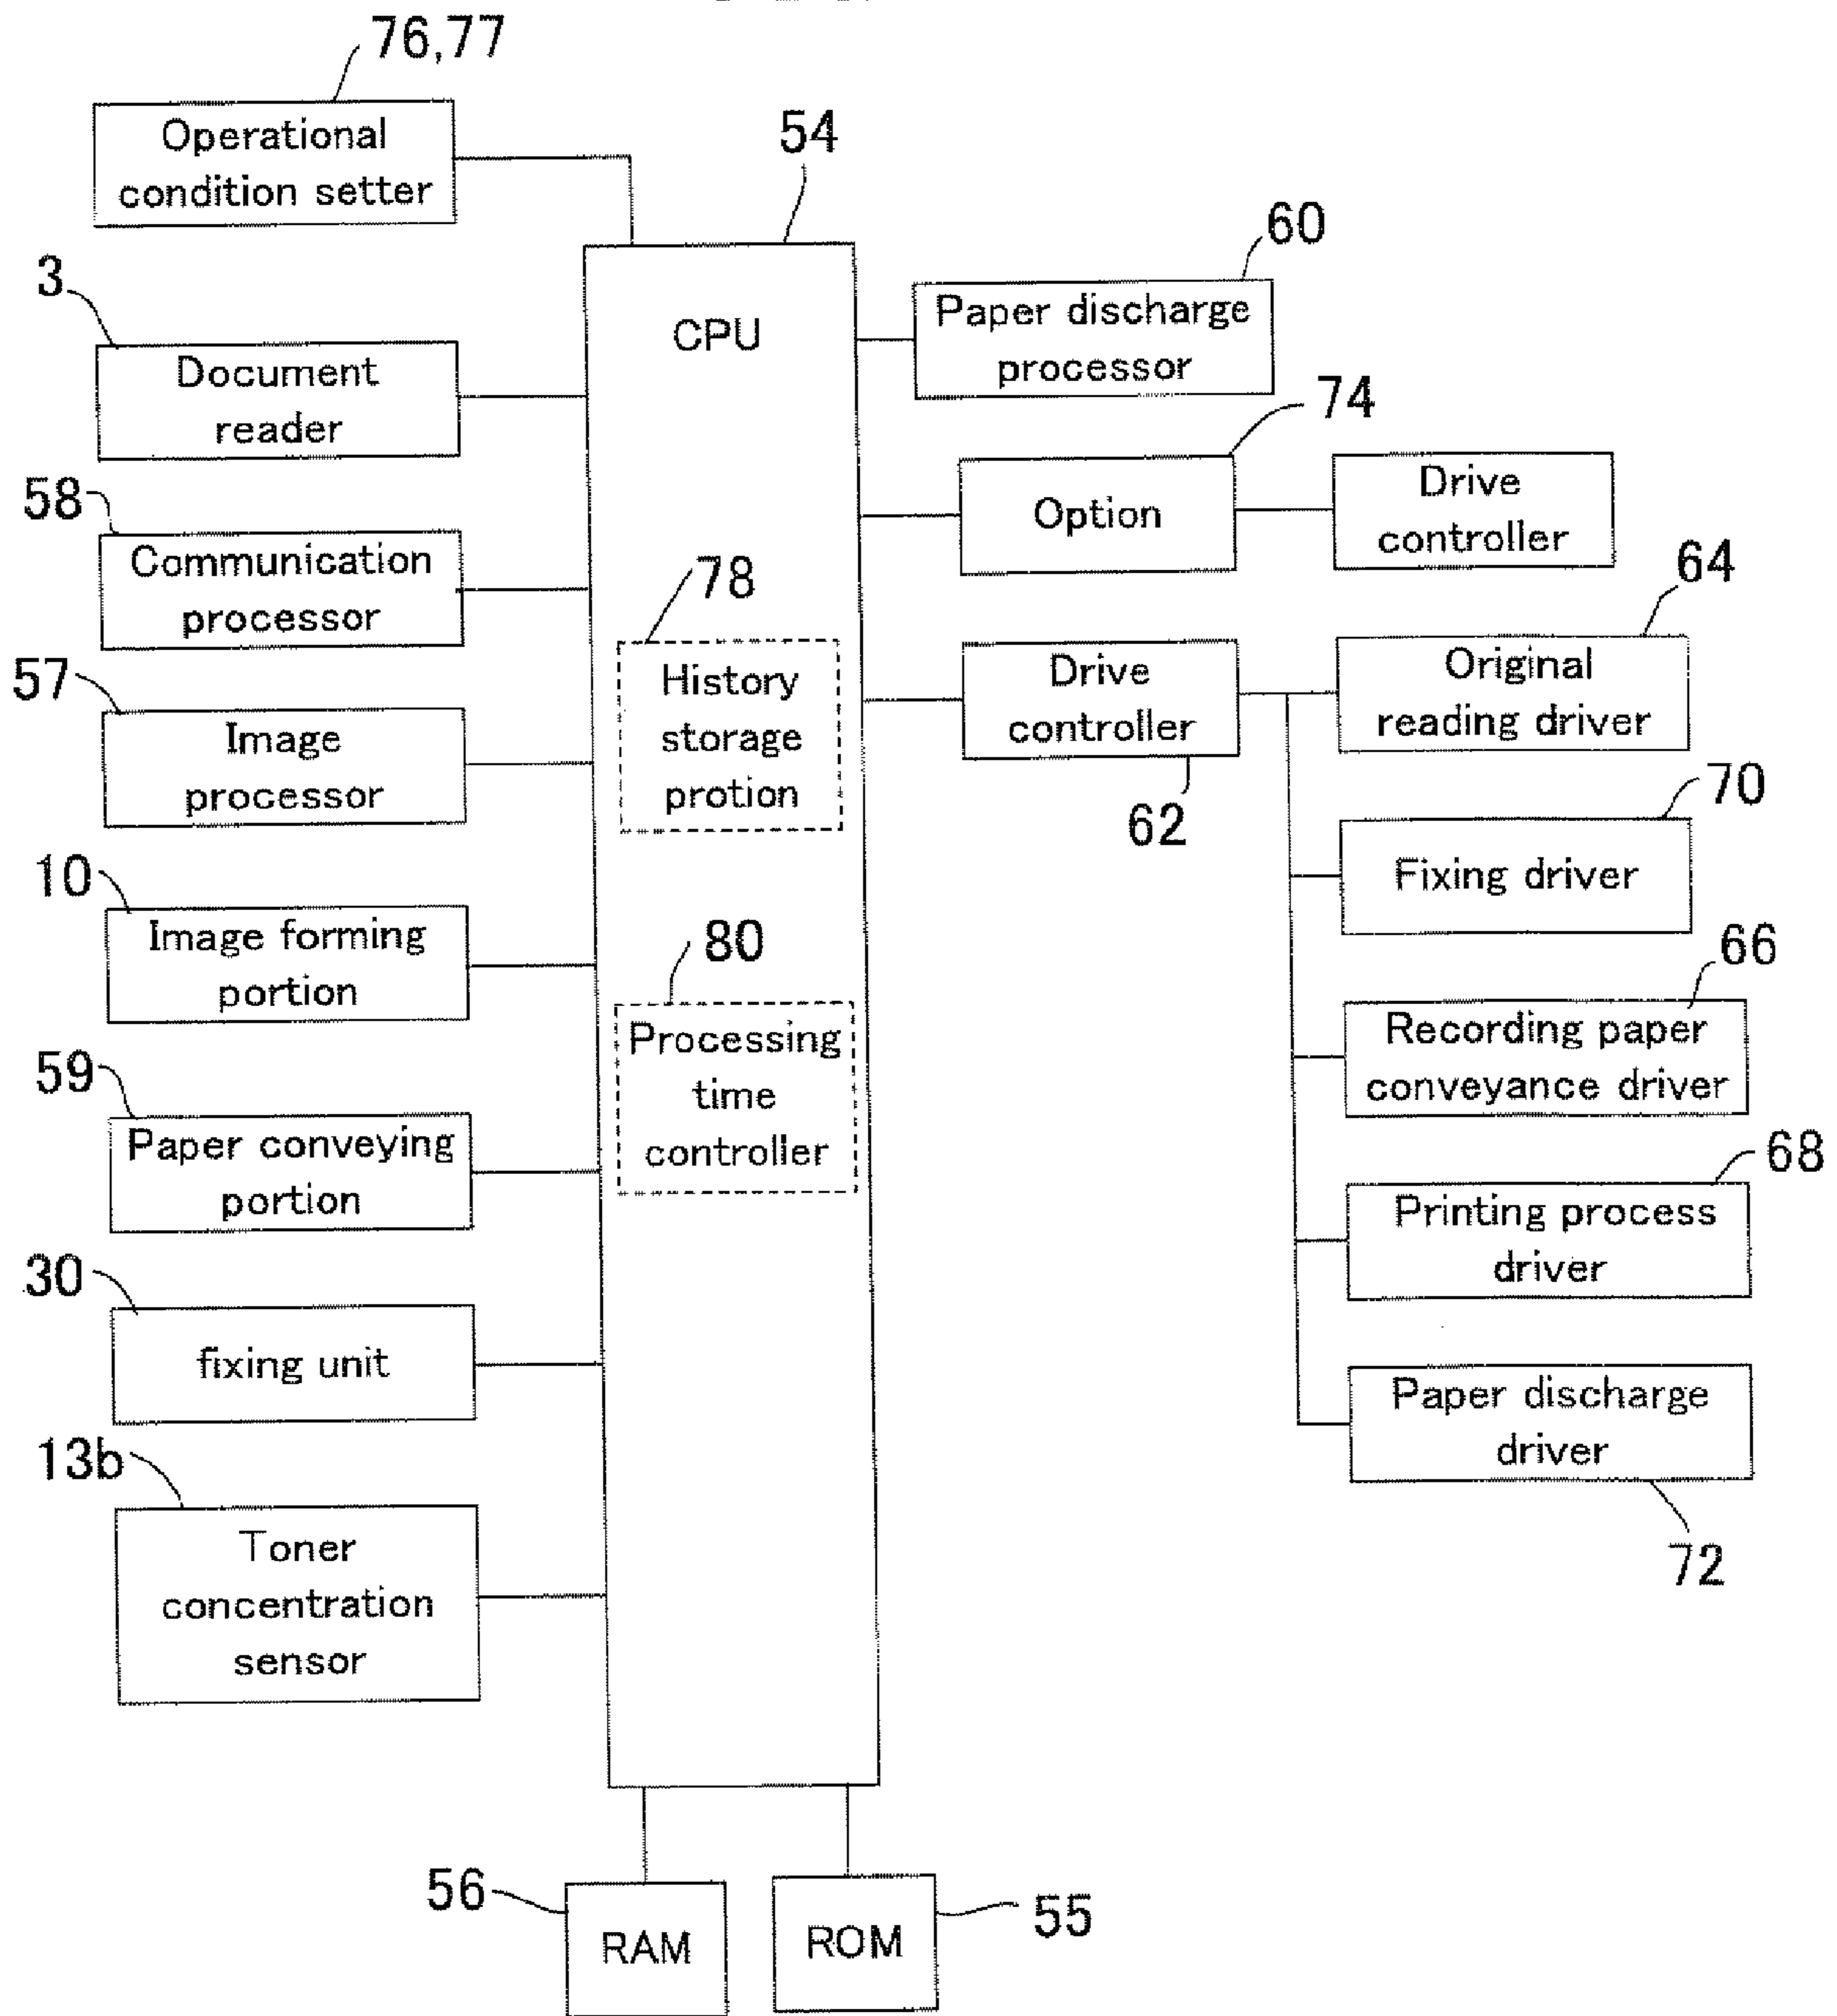 76,77
Operational
condition setter
54
60
Paper discharge
processor
3
Document
reader
CPU
74
Option
Drive
controller
58
Communication
processor
78
History
storage
protion
64
Original
reading driver
Drive
controller
62
57
Image
processor
70
Fixing driver
10
Image forming
portion
80
Processing
time
controller
66
Recording paper
conveyance driver
59
Paper conveying
portion
68
Printing process
driver
30
fixing unit
Paper discharge
driver
72
13b
Toner
concentration
sensor
56
RAM
55
ROM